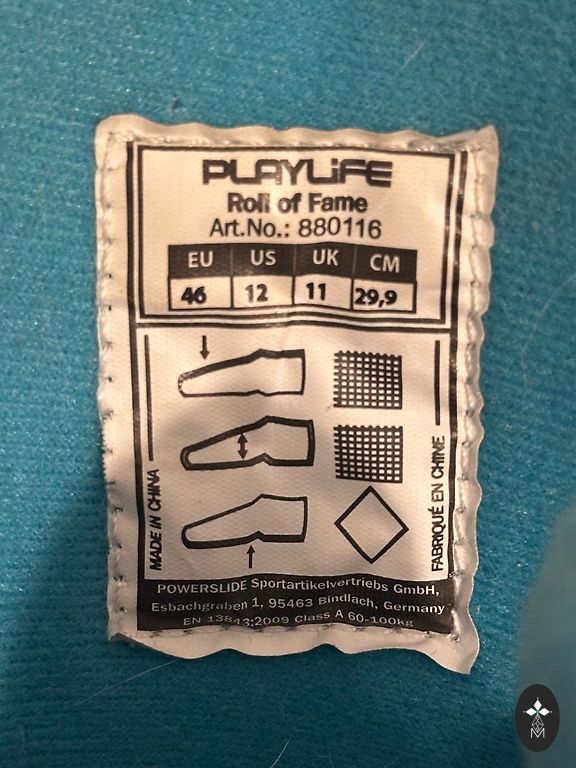 PLAYLiFE
Roll of Fame
Art.No.: 880116
EU US UK CM
46 12 11 29,9
MADE IN CHINA
FABRIQUÉ EN CHINE
POWERSLIDE Sportartikelvertriebs GmbH,
Esbachgraben 1, 95463 Bindlach, Germany
EN 13843:2009 Class A 60-100kg
M